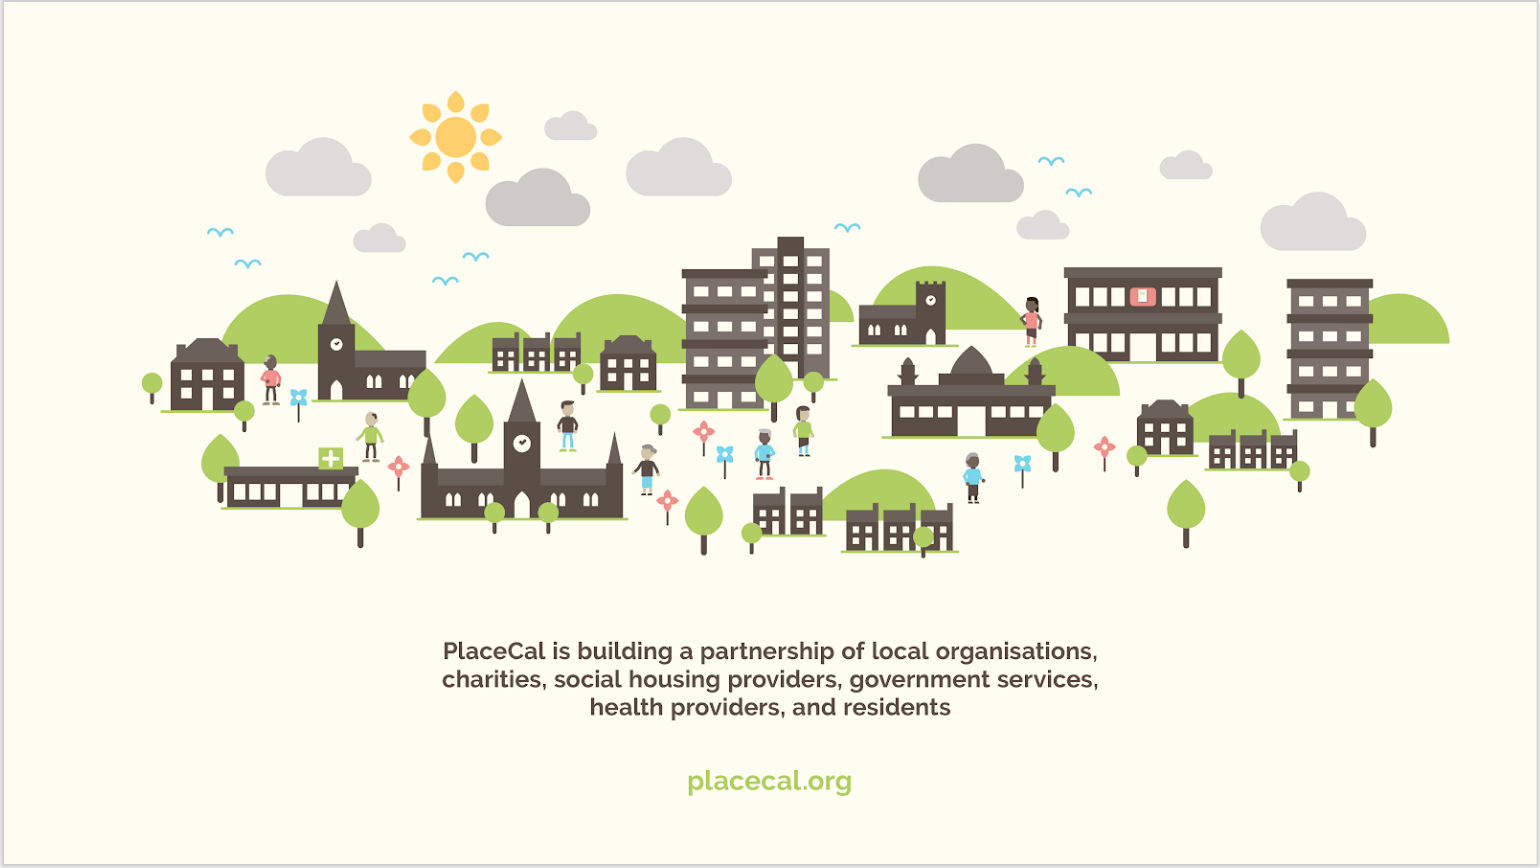 PlaceCal is building a partnership of local organisations,
charities, social housing providers, government services,
health providers, and residents
placecal.org